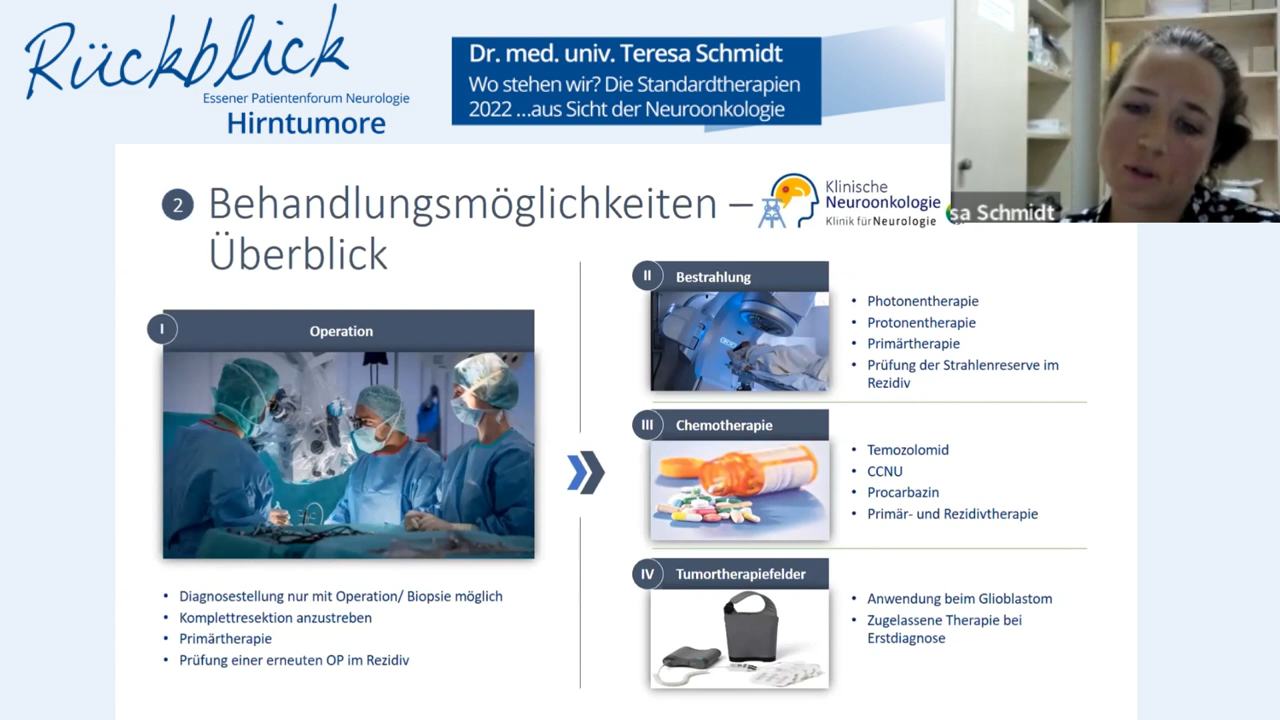 Rückblick
Essener Patientenforum Neurologie
Hirntumore
Dr. med. univ. Teresa Schmidt
Wo stehen wir? Die Standardtherapien
2022 ...aus Sicht der Neuroonkologie
sa Schmidt
2
Behandlungsmöglichkeiten –
Überblick
Klinische
Neuroonkologie
Klinik für Neurologie
I
Operation
• Diagnosestellung nur mit Operation/ Biopsie möglich
• Komplettresektion anzustreben
• Primärtherapie
• Prüfung einer erneuten OP im Rezidiv
II
Bestrahlung
• Photonentherapie
• Protonentherapie
• Primärtherapie
• Prüfung der Strahlenreserve im
Rezidiv
III
Chemotherapie
• Temozolomid
• CCNU
• Procarbazin
• Primär- und Rezidivtherapie
IV
Tumortherapiefelder
• Anwendung beim Glioblastom
• Zugelassene Therapie bei
Erstdiagnose